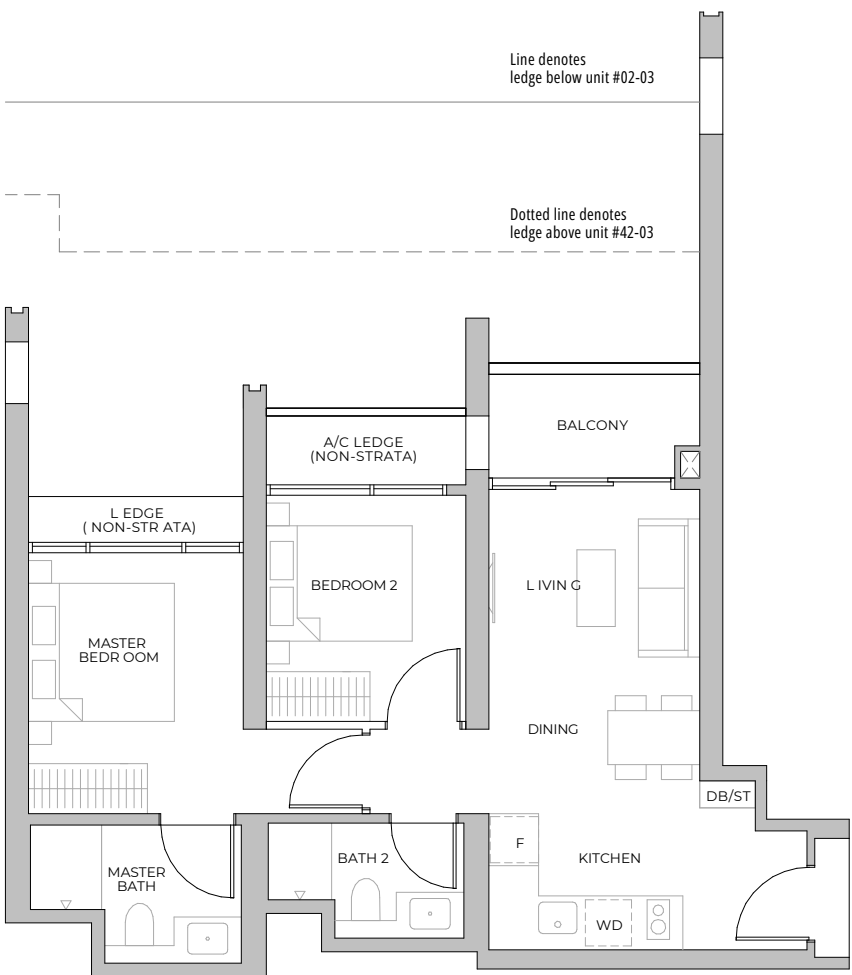 Line denotes
ledge below unit #02-03
Dotted line denotes
ledge above unit #42-03
BALCONY
A/C LEDGE
(NON-STRATA)
L EDGE
( NON-STR ATA)
BEDROOM 2
L IVIN G
MASTER
BEDR OOM
DINING
DB/ST
F
KITCHEN
BATH 2
MASTER
BATH
WD